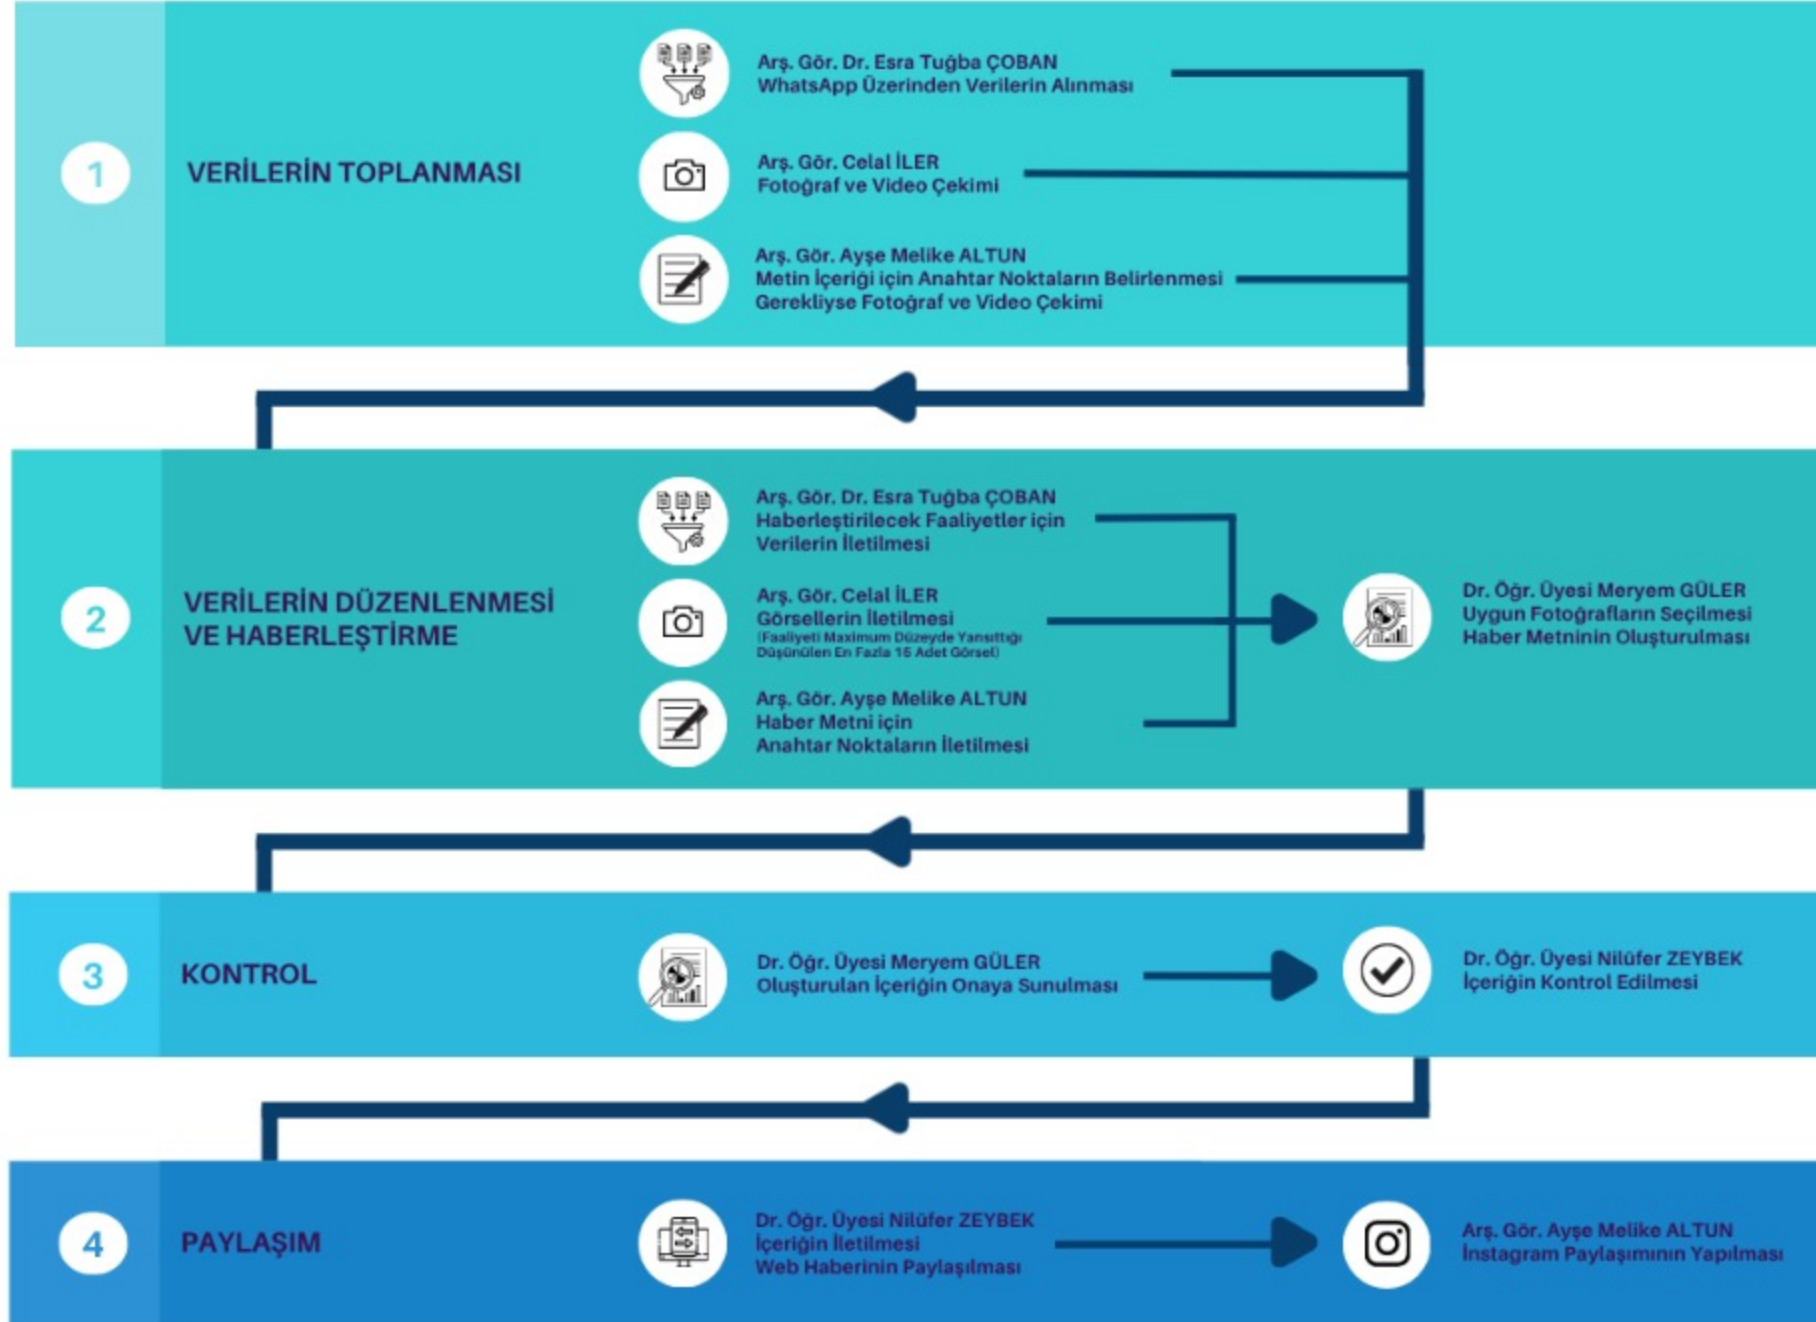 1
VERİLERİN TOPLANMASI
Arş. Gör. Dr. Esra Tuğba ÇOBAN
WhatsApp Üzerinden Verilerin Alınması
Arş. Gör. Celal İLER
Fotoğraf ve Video Çekimi
Arş. Gör. Ayşe Melike ALTUN
Metin İçeriği için Anahtar Noktaların Belirlenmesi
Gerekliyse Fotoğraf ve Video Çekimi
2
VERİLERİN DÜZENLENMESİ
VE HABERLEŞTİRME
Arş. Gör. Dr. Esra Tuğba ÇOBAN
Haberleştirilecek Faaliyetler için
Verilerin İletilmesi
Arş. Gör. Celal İLER
Görsellerin İletilmesi
(Faaliyeti Maximum Düzeyde Yansıttığı
Düşünülen En Fazla 15 Adet Görsel)
Arş. Gör. Ayşe Melike ALTUN
Haber Metni için
Anahtar Noktaların İletilmesi
Dr. Öğr. Üyesi Meryem GÜLER
Uygun Fotoğrafların Seçilmesi
Haber Metninin Oluşturulması
3
KONTROL
Dr. Öğr. Üyesi Meryem GÜLER
Oluşturulan İçeriğin Onaya Sunulması
Dr. Öğr. Üyesi Nilüfer ZEYBEK
İçeriğin Kontrol Edilmesi
4
PAYLAŞIM
Dr. Öğr. Üyesi Nilüfer ZEYBEK
İçeriğin İletilmesi
Web Haberinin Paylaşılması
Arş. Gör. Ayşe Melike ALTUN
İnstagram Paylaşımının Yapılması